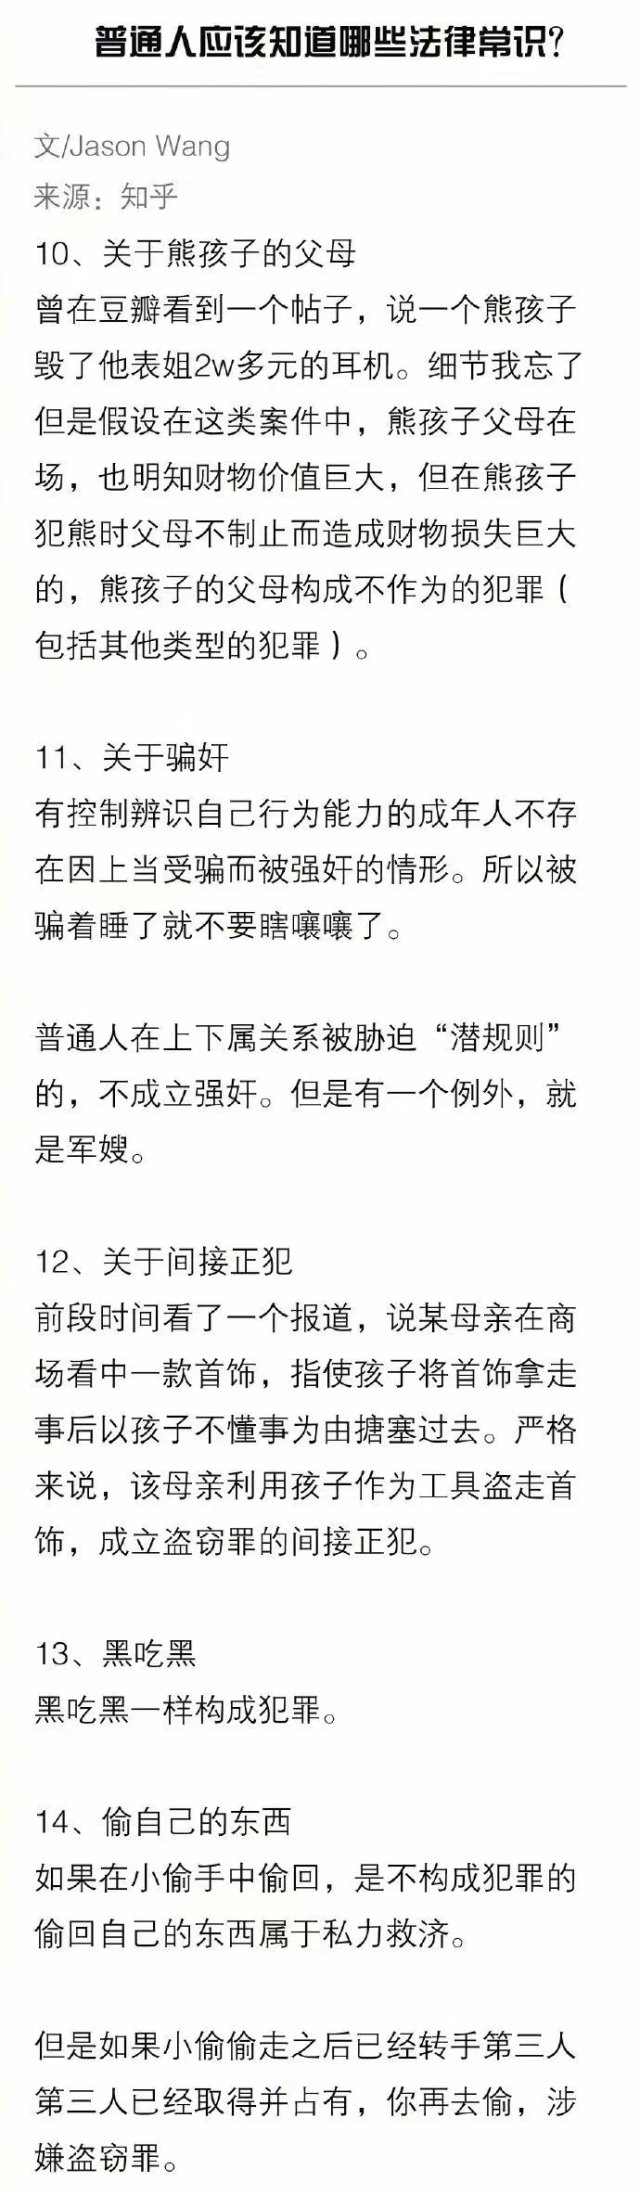 普通人应该知道哪些法律常识?
文/Jason Wang
来源：知乎
10、关于熊孩子的父母
曾在豆瓣看到一个帖子，说一个熊孩子
毁了他表姐2w多元的耳机。细节我忘了
但是假设在这类案件中，熊孩子父母在
场，也明知财物价值巨大，但在熊孩子
犯熊时父母不制止而造成财物损失巨大
的，熊孩子的父母构成不作为的犯罪（
包括其他类型的犯罪）。
11、关于骗奸
有控制辨识自己行为能力的成年人不存
在因上当受骗而被强奸的情形。所以被
骗着睡了就不要瞎嚷嚷了。
普通人在上下属关系被胁迫“潜规则”
的，不成立强奸。但是有一个例外，就
是军嫂。
12、关于间接正犯
前段时间看了一个报道，说某母亲在商
场看中一款首饰，指使孩子将首饰拿走
事后以孩子不懂事为由搪塞过去。严格
来说，该母亲利用孩子作为工具盗走首
饰，成立盗窃罪的间接正犯。
13、黑吃黑
黑吃黑一样构成犯罪。
14、偷自己的东西
如果在小偷手中偷回，是不构成犯罪的
偷回自己的东西属于私力救济。
但是如果小偷偷走之后已经转手第三人
第三人已经取得并占有，你再去偷，涉
嫌盗窃罪。